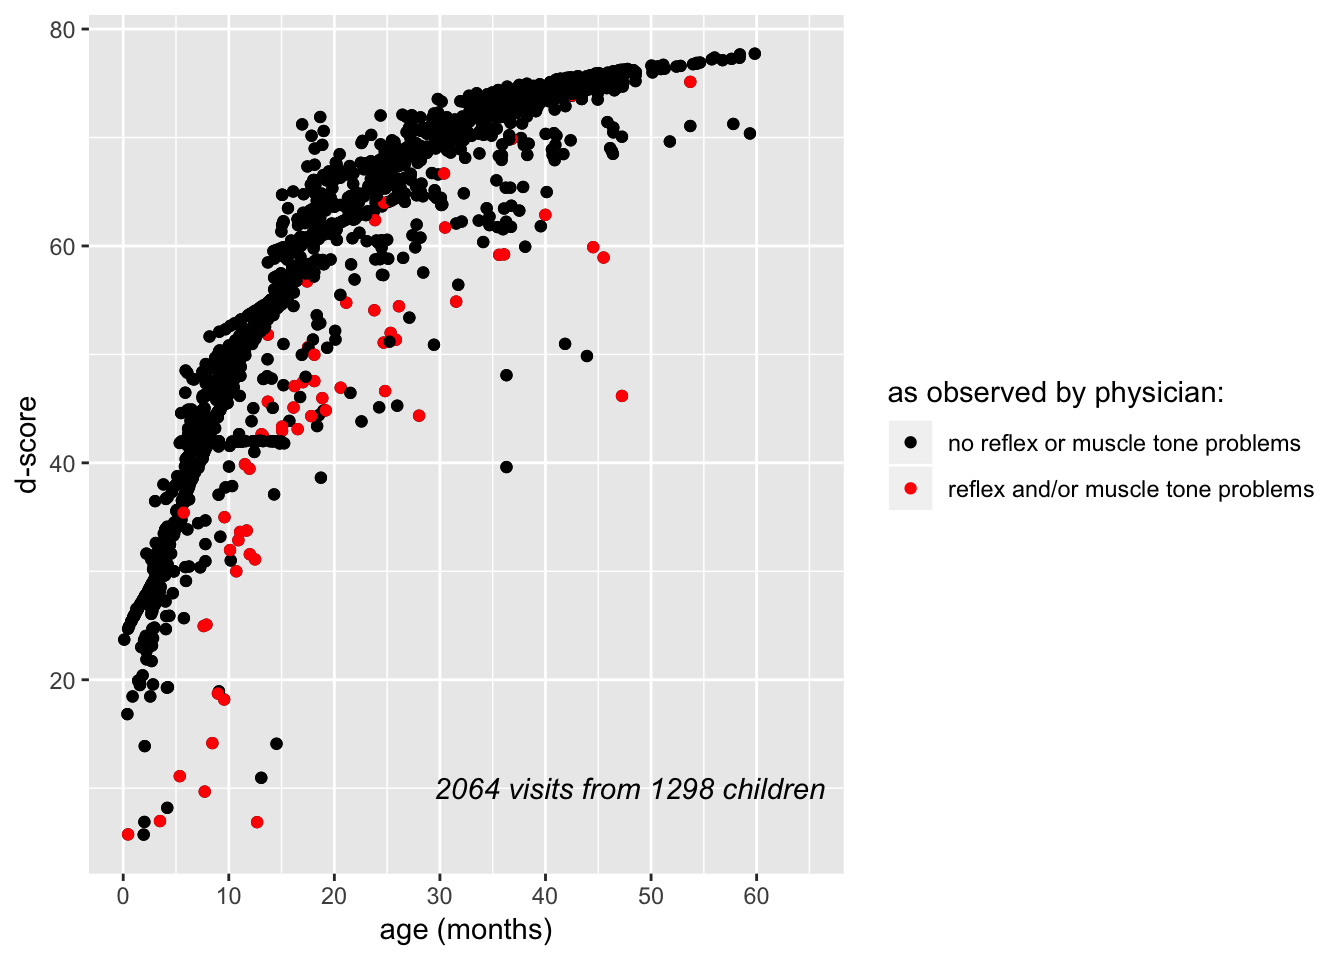 80
60
40
20
d-score
0 10 20 30 40 50 60
age (months)
2064 visits from 1298 children
as observed by physician:
no reflex or muscle tone problems
reflex and/or muscle tone problems